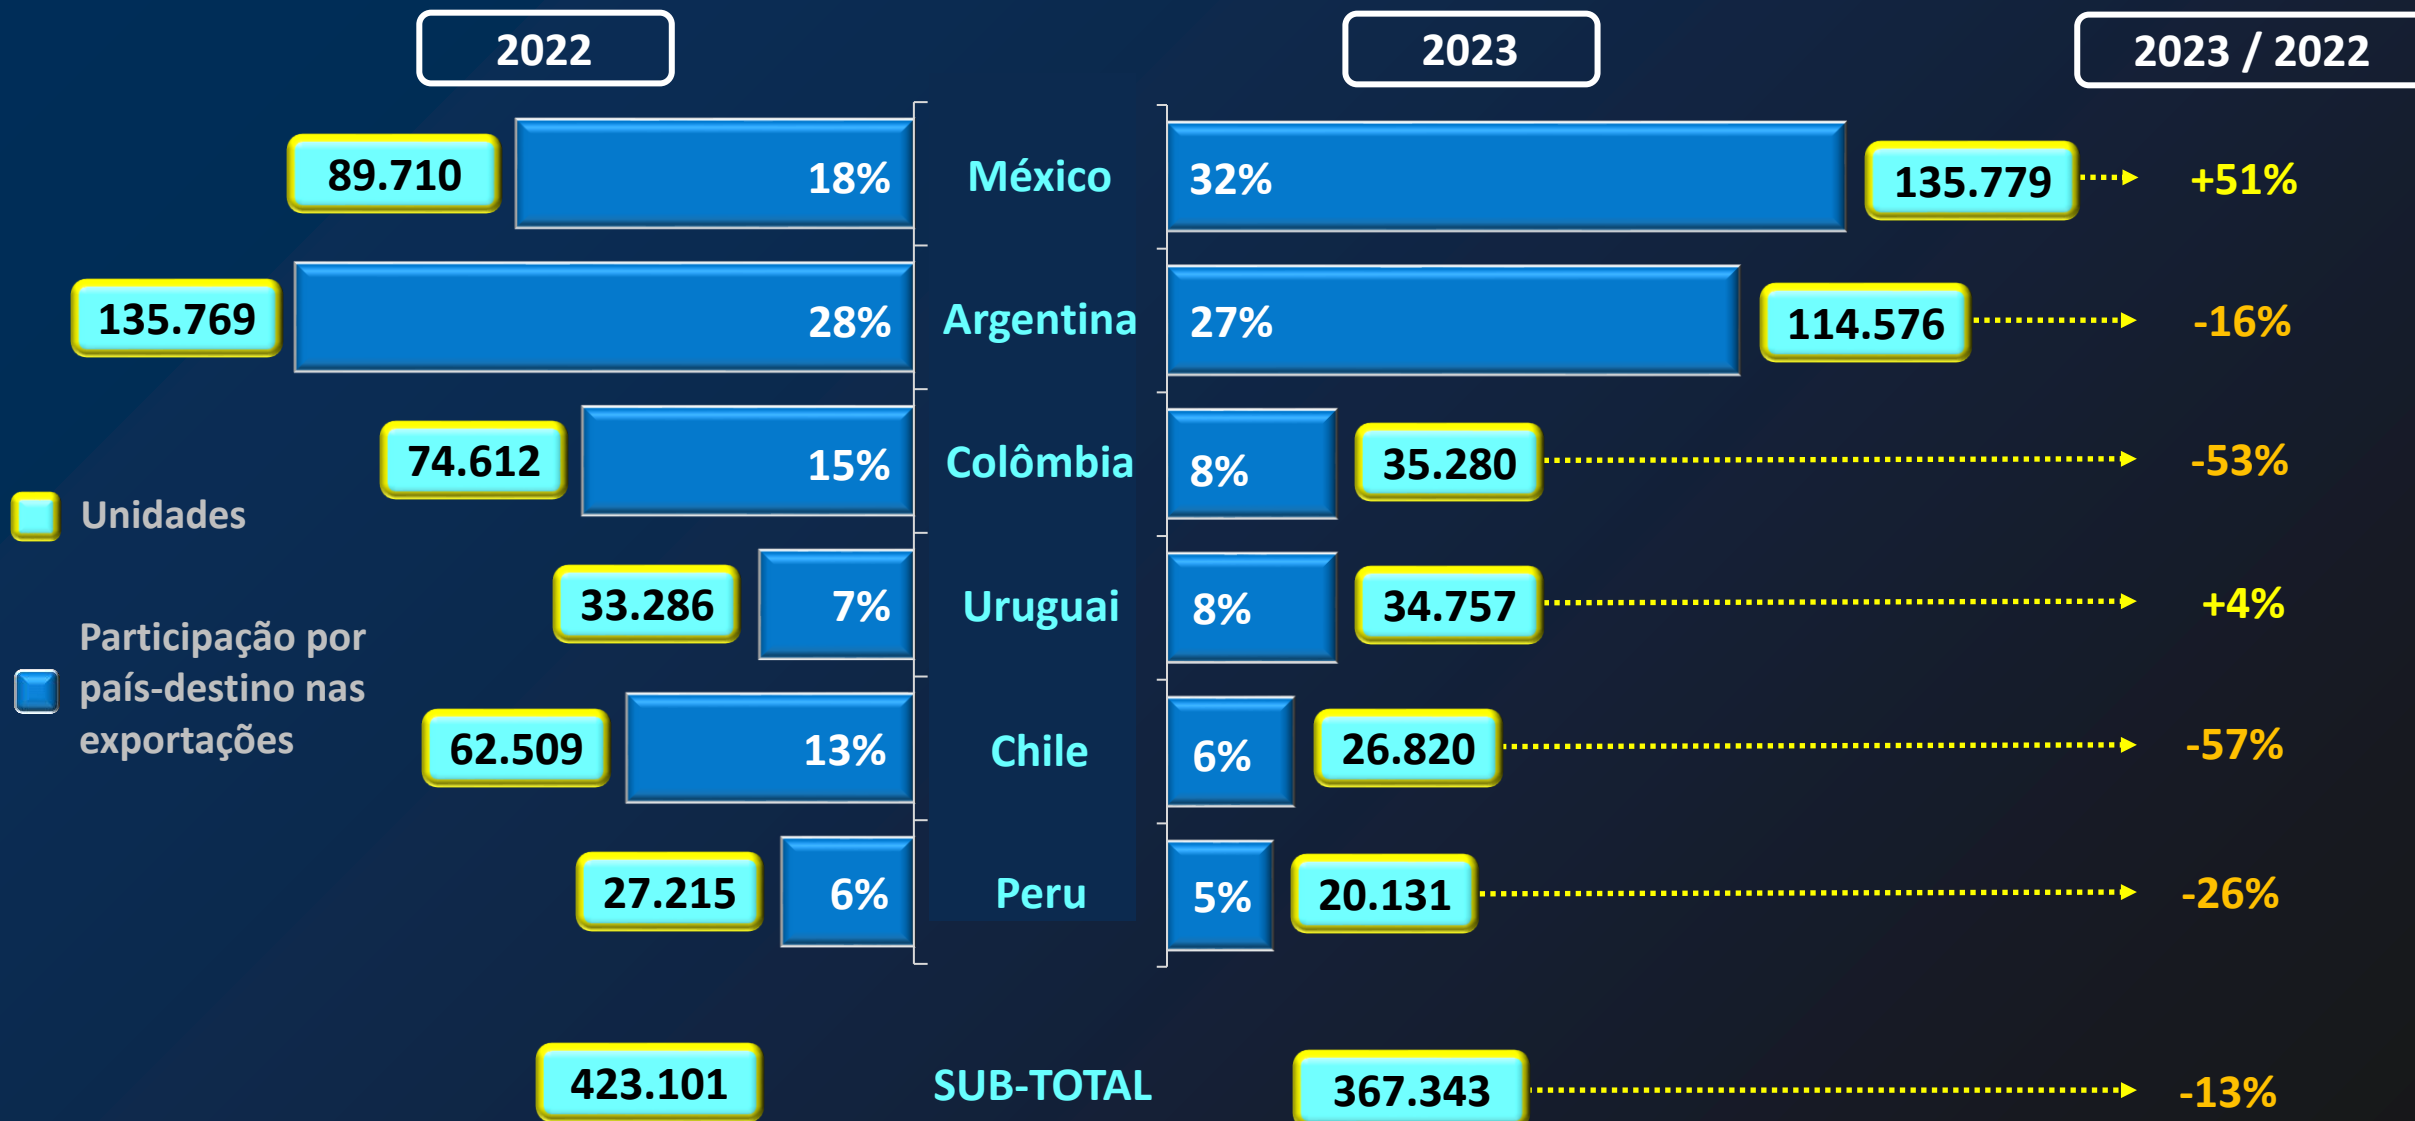 2022
2023
2023 / 2022
89.710
18%
México
32%
135.779
+51%
135.769
28%
Argentina
27%
114.576
-16%
74.612
15%
Colômbia
8%
35.280
-53%
Unidades
33.286
7%
Uruguai
8%
34.757
+4%
Participação por
país-destino nas
exportações
62.509
13%
Chile
6%
26.820
-57%
27.215
6%
Peru
5%
20.131
-26%
423.101
SUB-TOTAL
367.343
-13%